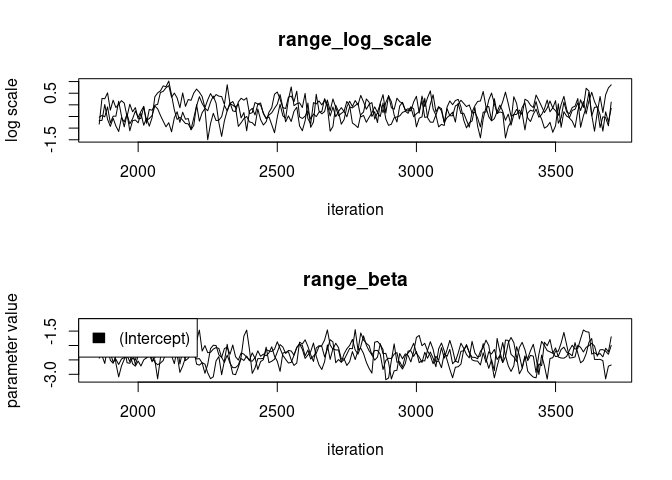 range_log_scale
log scale
0.5
-1.5
2000 2500 3000 3500
iteration
range_beta
parameter value
-1.5
-3.0
(Intercept)
2000 2500 3000 3500
iteration